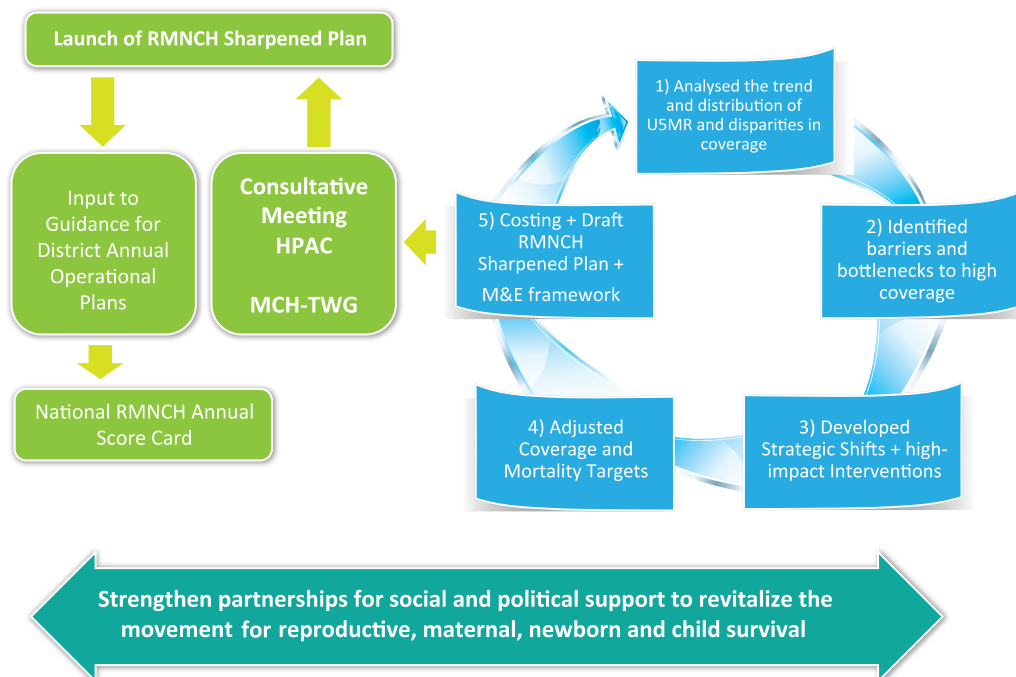 Launch of RMNCH Sharpened Plan
Input to
Guidance for
District Annual
Operational
Plans
Consultative
Meeting
HPAC
MCH-TWG
National RMNCH Annual
Score Card
1) Analysed the trend
and distribution of
U5MR and disparities in
coverage
2) Identified
barriers and
bottlenecks to high
coverage
3) Developed
Strategic Shifts + high-
impact Interventions
4) Adjusted
Coverage and
Mortality Targets
5) Costing + Draft
RMNCH
Sharpened Plan +
M&E framework
Strengthen partnerships for social and political support to revitalize the
movement for reproductive, maternal, newborn and child survival